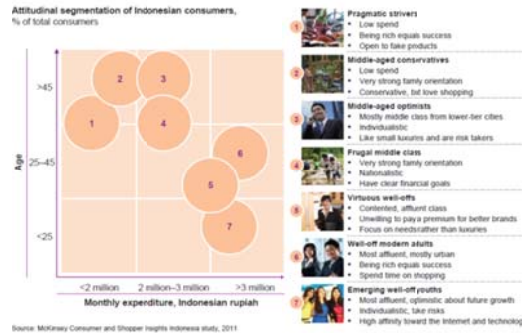 Attitudinal segmentation of Indonesian consumers,
% of total consumers
Age
>45
25–45
<25
2
3
1
4
6
5
7
<2 million
2 million–3 million
>3 million
Monthly expenditure, Indonesian rupiah
Source: McKinsey Consumer and Shopper Insights Indonesia study, 2011
1
Pragmatic strivers
• Low spend
• Being rich equals success
• Open to fake products
2
Middle-aged conservatives
• Low spend
• Very strong family orientation
• Conservative, bit love shopping
3
Middle-aged optimists
• Mostly middle class from lower-tier cities
• Individualistic
• Like small luxuries and are risk takers
4
Frugal middle class
• Very strong family orientation
• Nationalistic
• Have clear financial goals
5
Virtuous well-offs
• Contented, affluent class
• Unwilling to pay a premium for better brands
• Focus on needs rather than luxuries
6
Well-off modern adults
• Most affluent, mostly urban
• Being rich equals success
• Spend time on shopping
7
Emerging well-off youths
• Most affluent, optimistic about future growth
• Individualistic, take risks
• High affinity toward the Internet and technolog